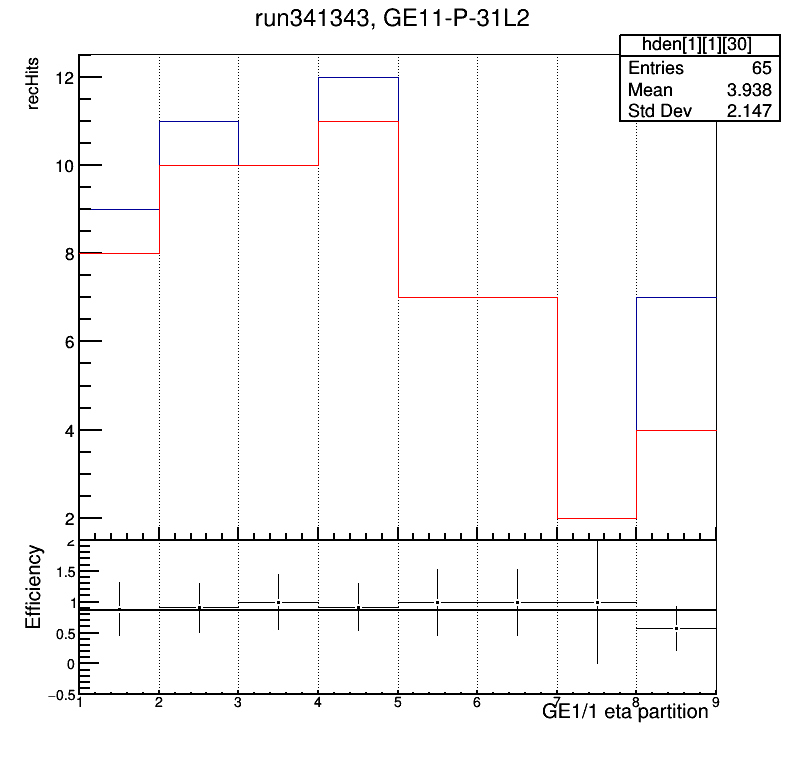 run341343, GE11-P-31L2
hden[1][1][30]
Entries 65
Mean 3.938
Std Dev 2.147
recHits
12
10
8
6
4
2
Efficiency
2
1.5
1
0.5
0
−0.5
1 2 3 4 5 6 7 8 9
GE1/1 eta partition